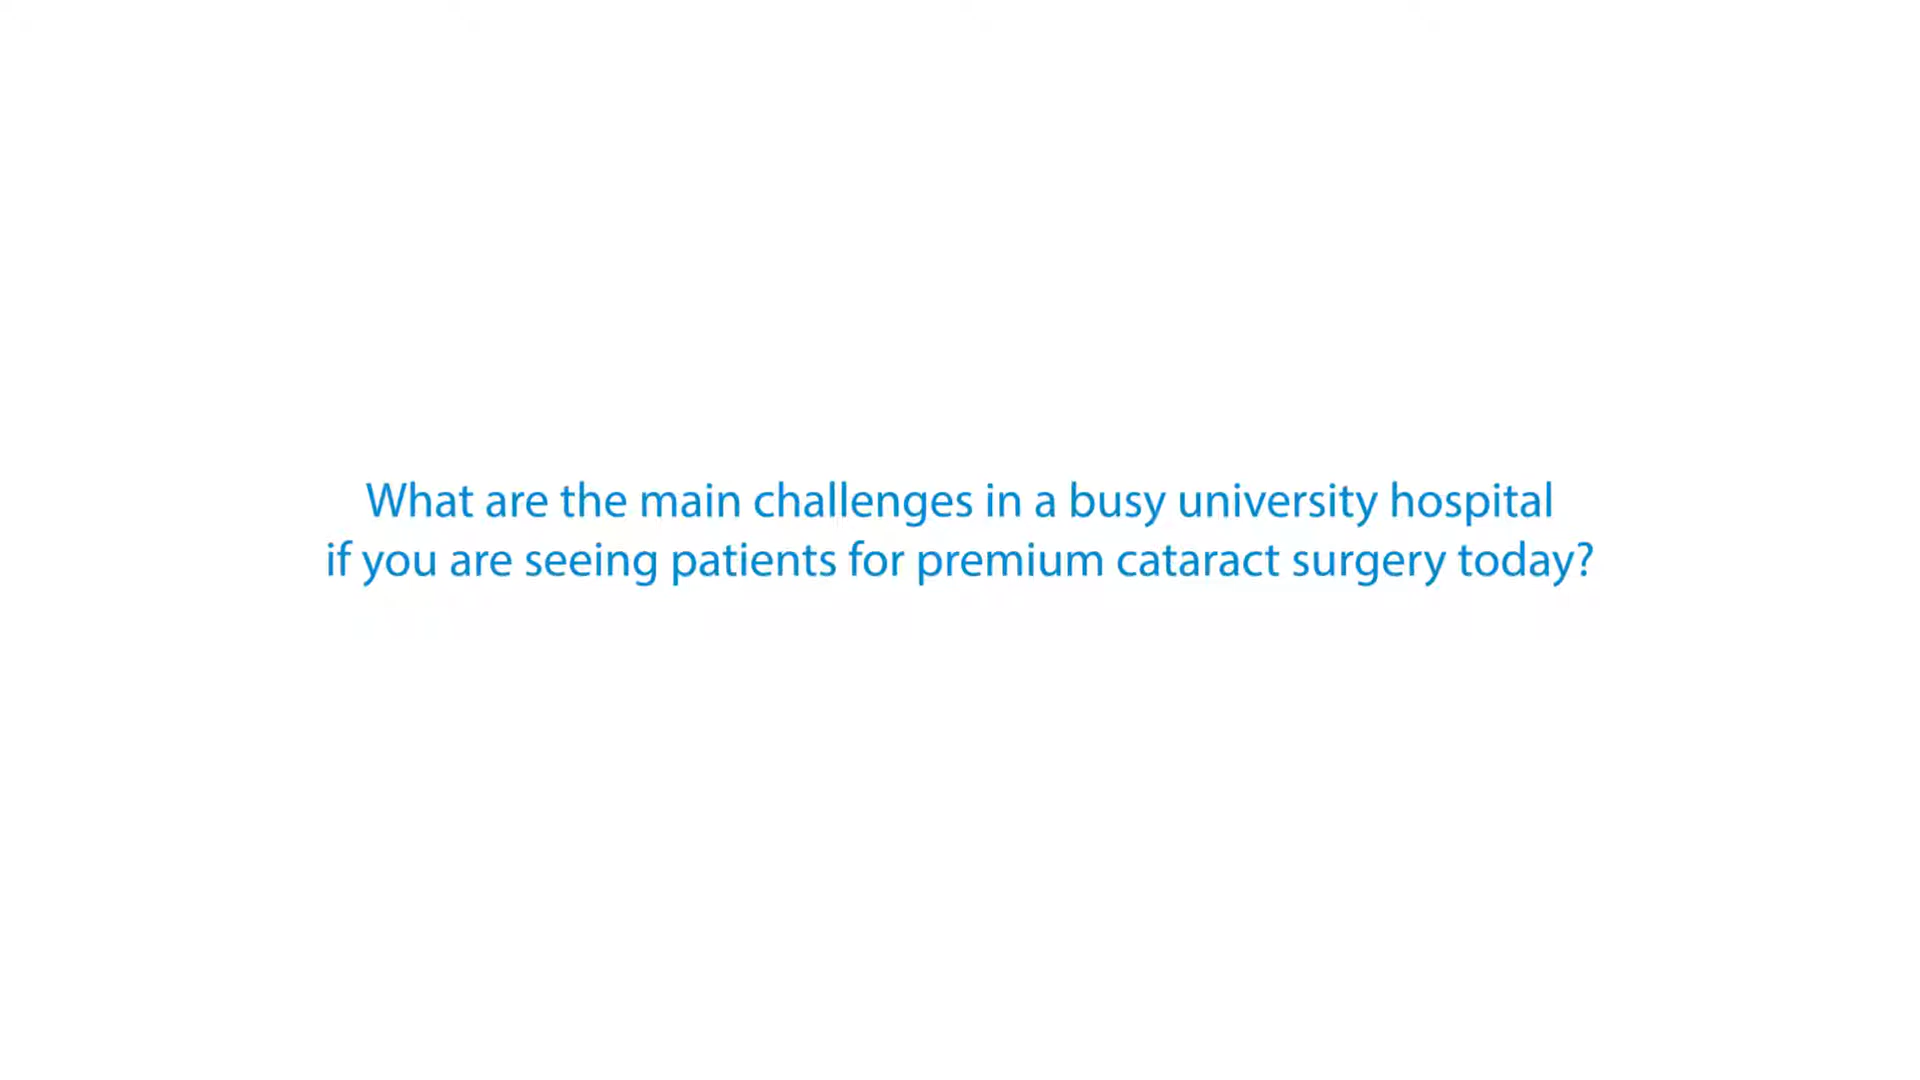 What are the main challenges in a busy university hospital
if you are seeing patients for premium cataract surgery today?